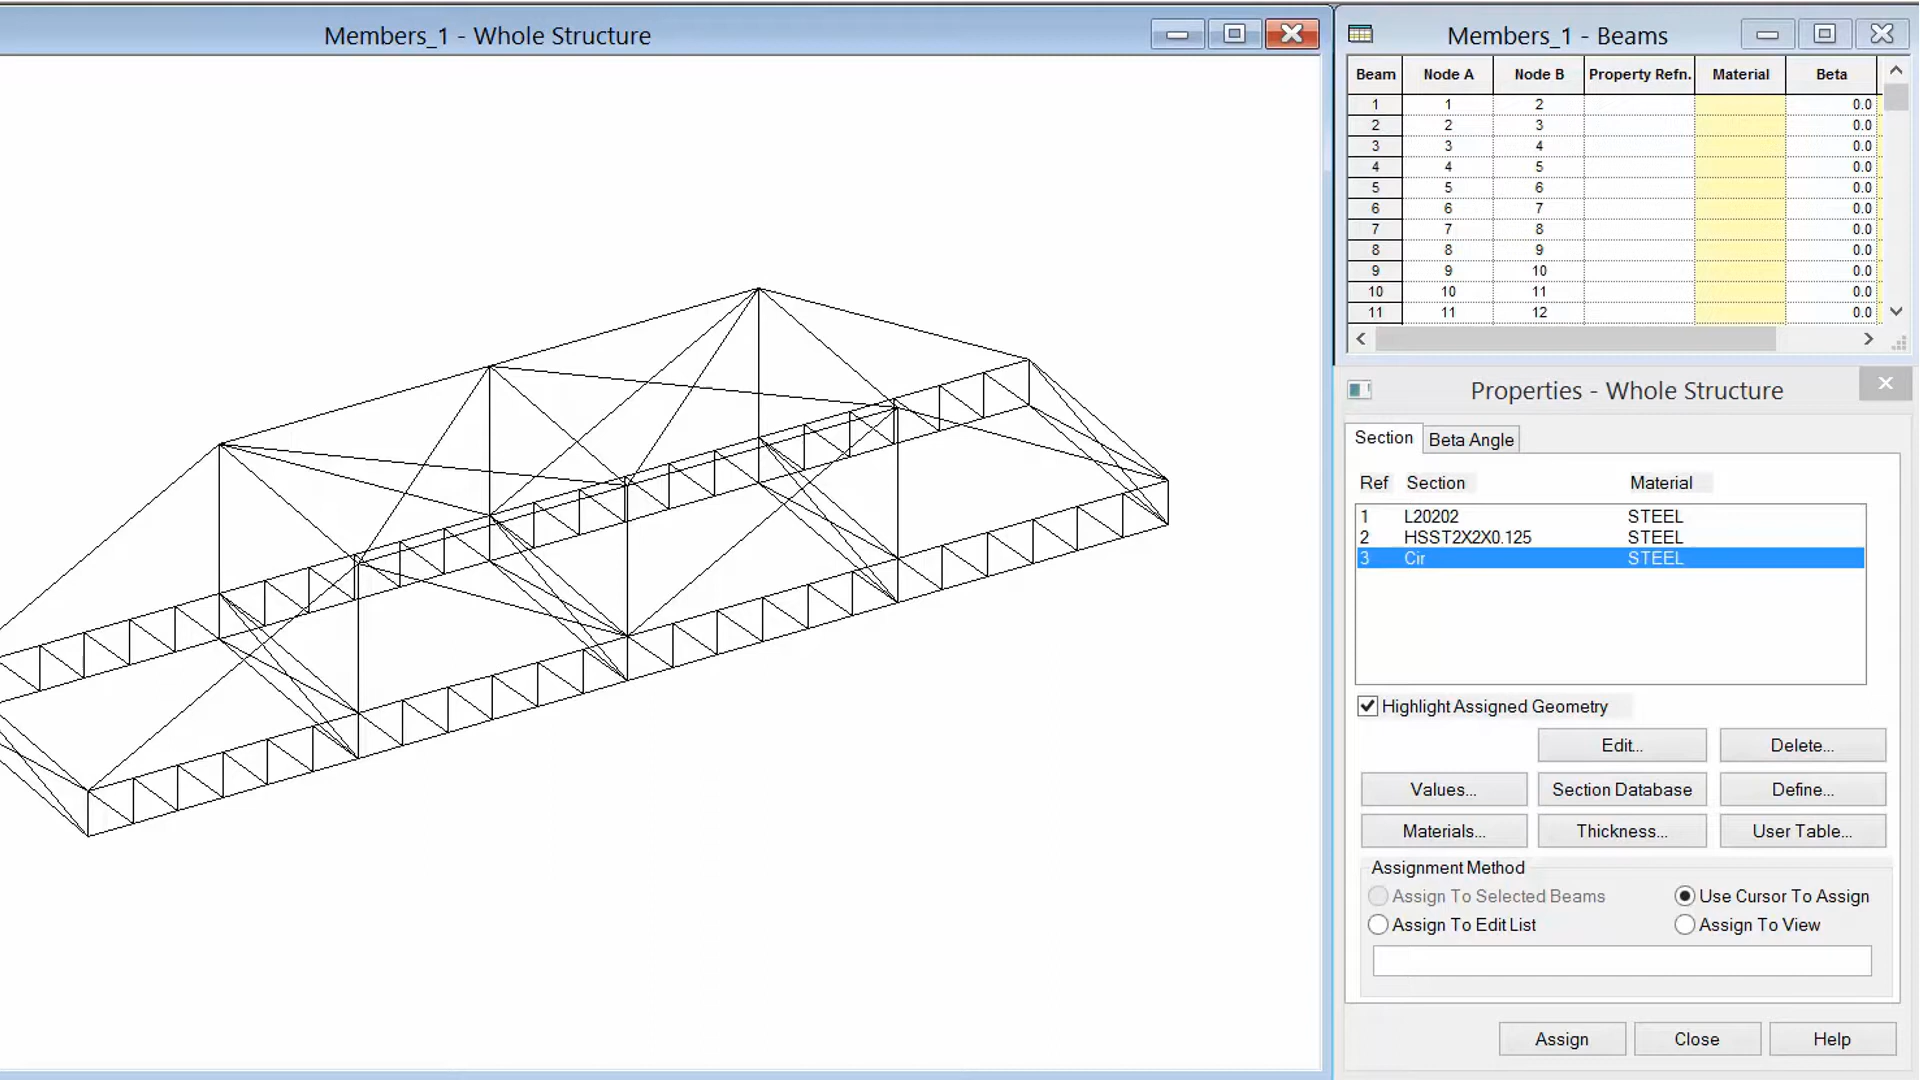 Members_1 - Whole Structure
Members_1 - Beams
Beam Node A Node B Property Refn. Material Beta
1 1 2 0.0
2 2 3 0.0
3 3 4 0.0
4 4 5 0.0
5 5 6 0.0
6 6 7 0.0
7 7 8 0.0
8 8 9 0.0
9 9 10 0.0
10 10 11 0.0
11 11 12 0.0
Properties - Whole Structure
Section Beta Angle
Ref Section Material
1 L20202 STEEL
2 HSST2X2X0.125 STEEL
3 Cir STEEL
Highlight Assigned Geometry
Edit... Delete...
Values... Section Database Define...
Materials... Thickness... User Table...
Assignment Method
Assign To Selected Beams Use Cursor To Assign
Assign To Edit List Assign To View
Assign Close Help